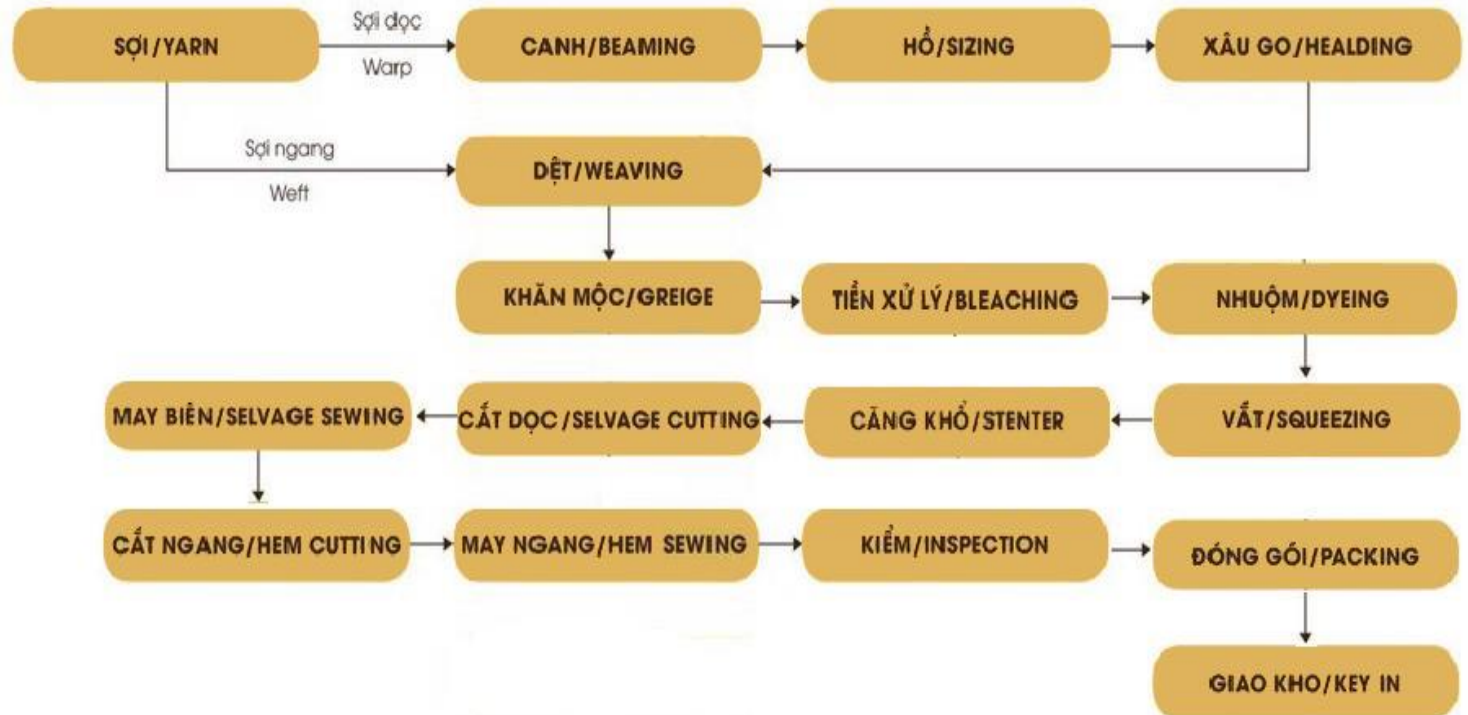 SỢI/YARN
Sợi dọc
Warp
CANH/BEAMING
HỒ/SIZING
XÂU GO/HEALDING
Sợi ngang
Weft
DỆT/WEAVING
KHĂN MỘC/GREIGE
TIỀN XỬ LÝ/BLEACHING
NHUỘM/DYEING
MAY BIÊN/SELVAGE SEWING
CẮT DỌC/SELVAGE CUTTING
CĂNG KHỔ/STENTER
VẮT/SQUEEZING
CẮT NGANG/HEM CUTTING
MAY NGANG/HEM SEWING
KIỂM/INSPECTION
ĐÓNG GÓI/PACKING
GIAO KHO/KEY IN